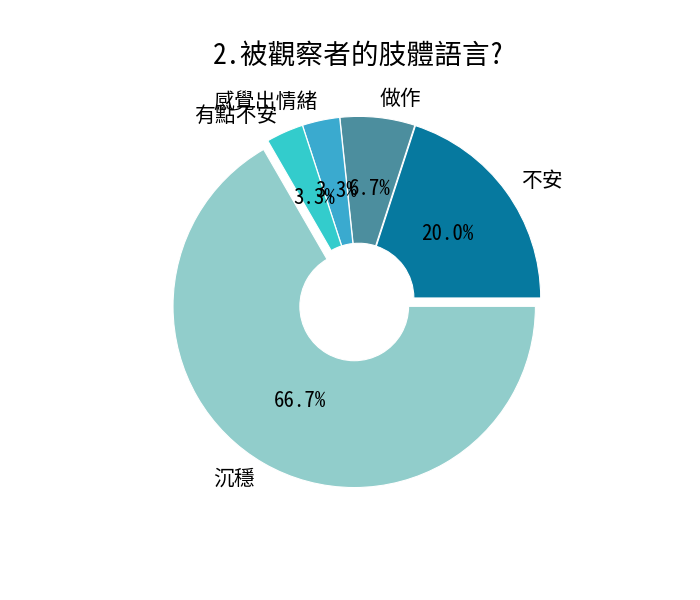 2.被觀察者的肢體語言?
感覺出情緒
做作
有點不安
不安
3.3%
3.3%
6.7%
20.0%
66.7%
沉穩